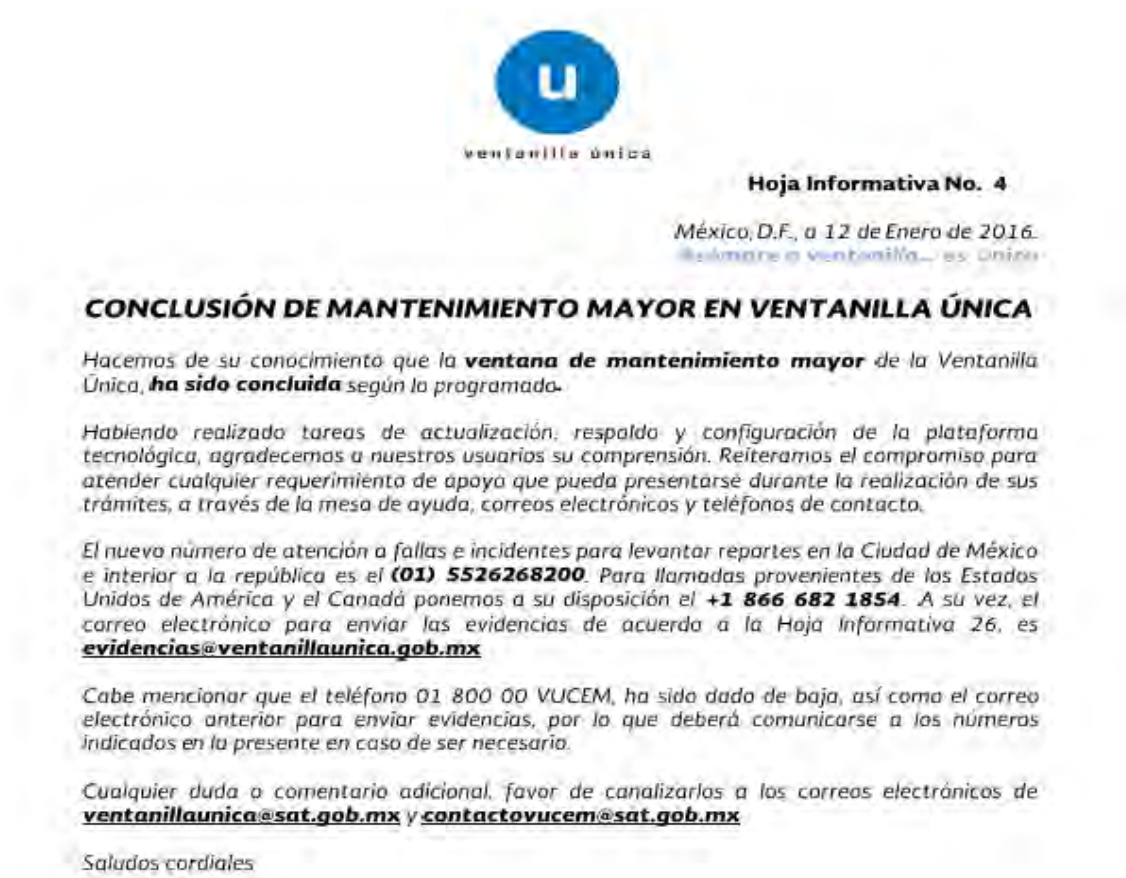 u
ventanilla única
Hoja Informativa No. 4
México, D.F., a 12 de Enero de 2016.
Asómate a ventanilla... es única
CONCLUSIÓN DE MANTENIMIENTO MAYOR EN VENTANILLA ÚNICA
Hacemos de su conocimiento que la ventana de mantenimiento mayor de la Ventanilla
Única, ha sido concluida según lo programado.
Habiendo realizado tareas de actualización, respaldo y configuración de la plataforma
tecnológica, agradecemos a nuestros usuarios su comprensión. Reiteramos el compromiso para
atender cualquier requerimiento de apoyo que pueda presentarse durante la realización de sus
trámites, a través de la mesa de ayuda, correos electrónicos y teléfonos de contacto.
El nuevo número de atención a fallas e incidentes para levantar reportes en la Ciudad de México
e interior a la república es el (01) 5526268200. Para llamadas provenientes de los Estados
Unidos de América y el Canadá ponemos a su disposición el +1 866 682 1854. A su vez, el
correo electrónico para enviar las evidencias de acuerdo a la Hoja Informativa 26, es
evidencias@ventanillaunica.gob.mx
Cabe mencionar que el teléfono 01 800 00 VUCEM, ha sido dado de baja, así como el correo
electrónico anterior para enviar evidencias, por lo que deberá comunicarse a los números
indicados en la presente en caso de ser necesario.
Cualquier duda o comentario adicional, favor de canalizarlos a los correos electrónicos de
ventanillaunica@sat.gob.mx y contactovucem@sat.gob.mx
Saludos cordiales